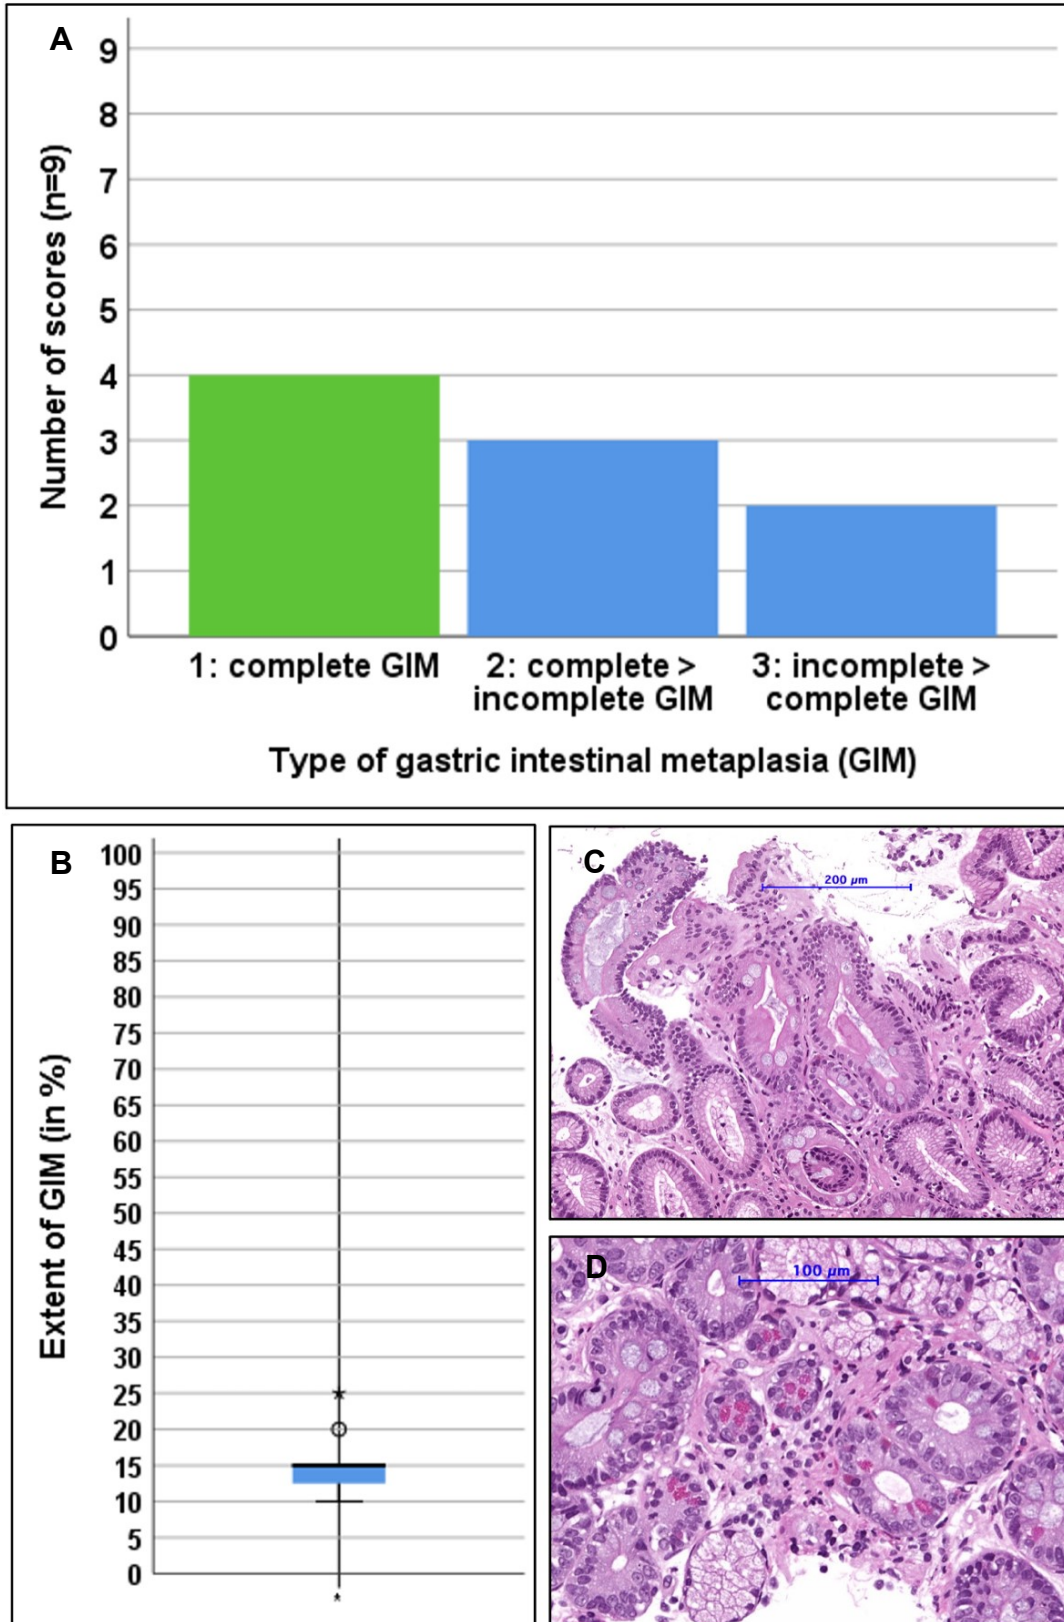 A
9
8
7
6
5
4
3
2
1
0
Number of scores (n=9)
1: complete GIM
2: complete >
incomplete GIM
3: incomplete >
complete GIM
Type of gastric intestinal metaplasia (GIM)
B
100
95
90
85
80
75
70
65
60
55
50
45
40
35
30
25
20
15
10
5
0
Extent of GIM (in %)
C
200 µm
D
100 µm